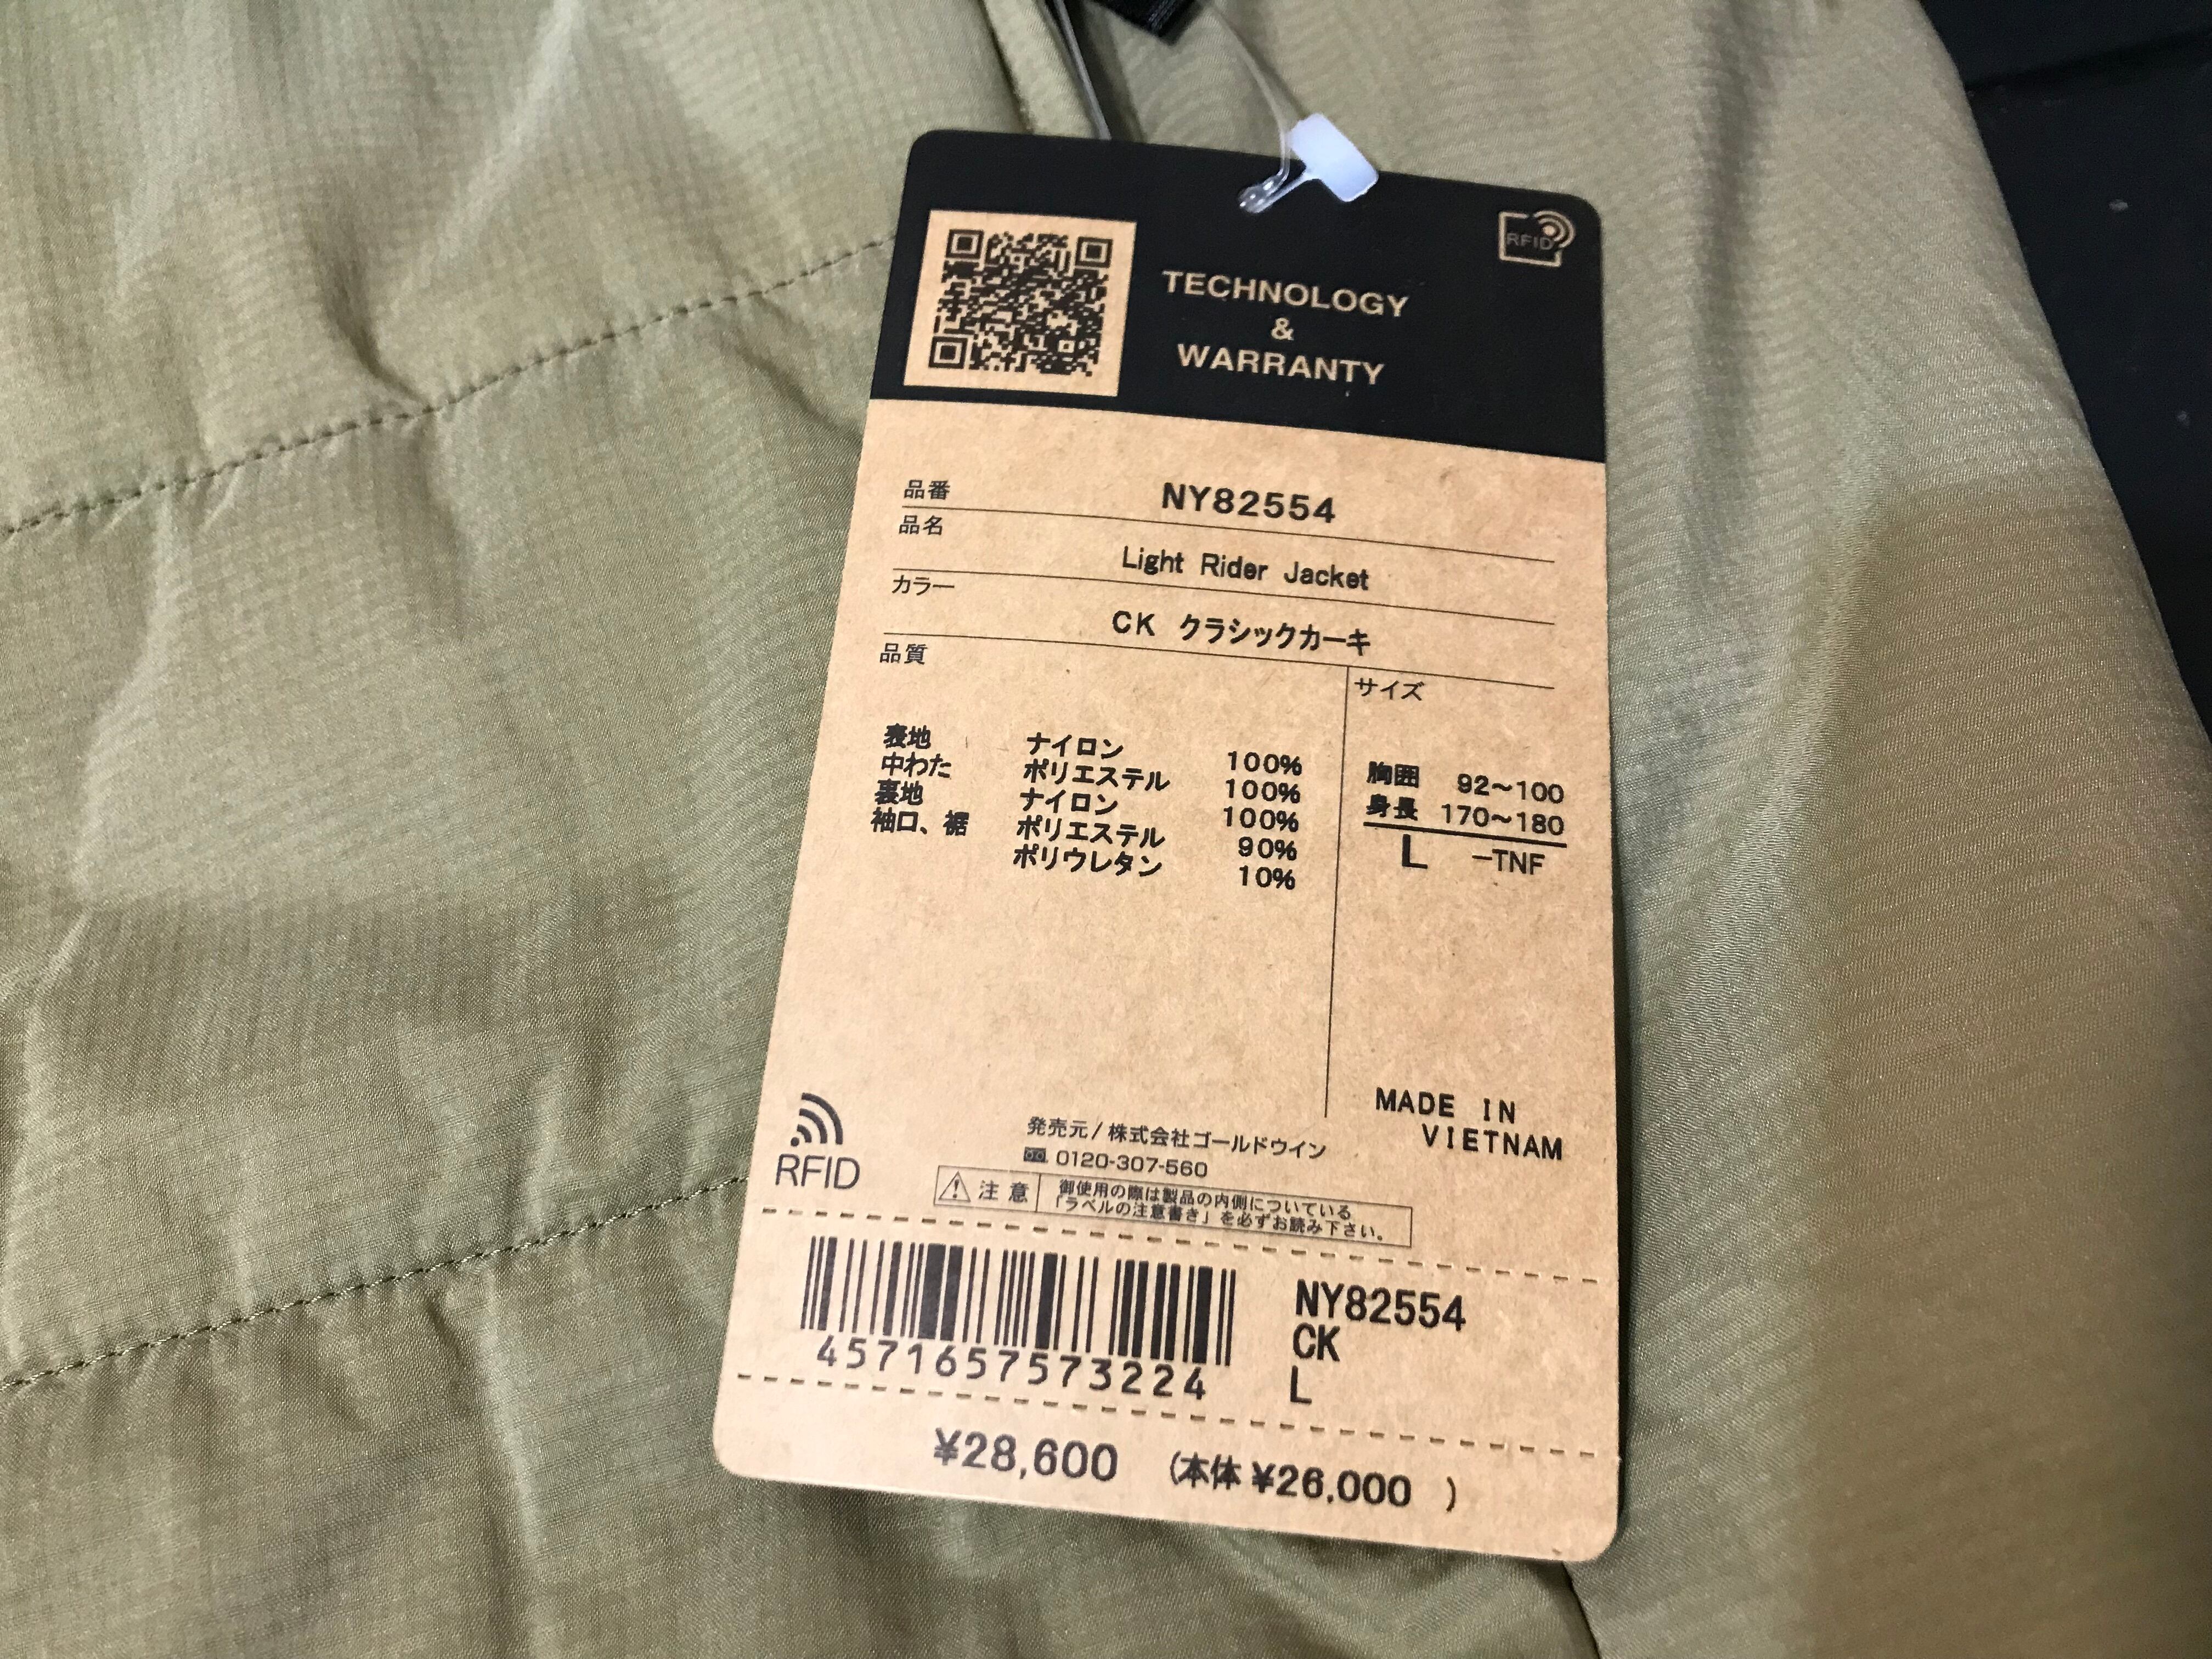 RFID
TECHNOLOGY
&
WARRANTY
品番 NY82554
品名 Light Rider Jacket
カラー CK クラシックカーキ
品質
サイズ
表地 ナイロン 100%
中わた ポリエステル 100%
裏地 ナイロン 100%
袖口、裾 ポリエステル 90%
ポリウレタン 10%
胸囲 92～100
身長 170～180
L -TNF
MADE IN
VIETNAM
RFID
発売元/株式会社ゴールドウイン
0120-307-560
注意 御使用の際は製品の内側についている
「ラベルの注意書き」を必ずお読み下さい。
4571657573224
NY82554
CK
L
¥28,600 (本体¥26,000 )